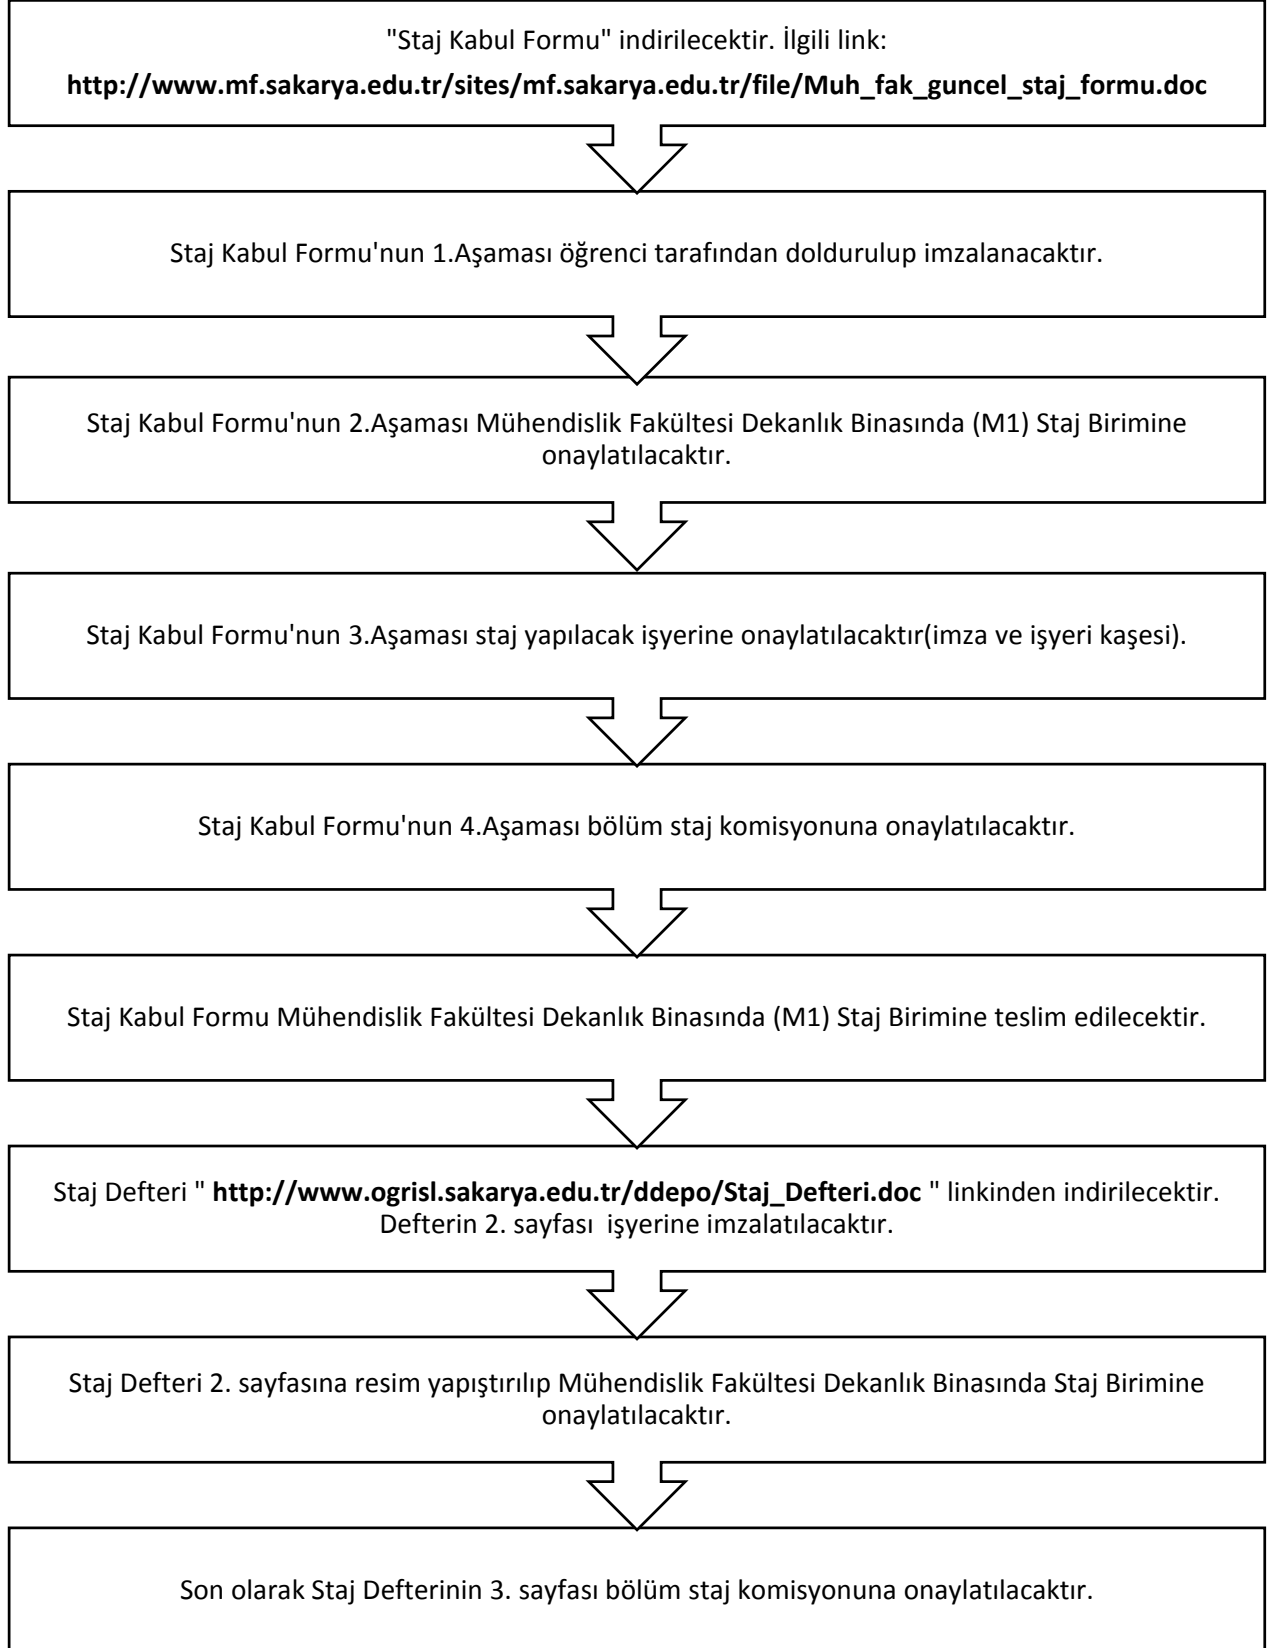 "Staj Kabul Formu" indirilecektir. İlgili link:
http://www.mf.sakarya.edu.tr/sites/mf.sakarya.edu.tr/file/Muh_fak_guncel_staj_formu.doc
Staj Kabul Formu'nun 1.Aşaması öğrenci tarafından doldurulup imzalanacaktır.
Staj Kabul Formu'nun 2.Aşaması Mühendislik Fakültesi Dekanlık Binasında (M1) Staj Birimine
onaylatılacaktır.
Staj Kabul Formu'nun 3.Aşaması staj yapılacak işyerine onaylatılacaktır(imza ve işyeri kaşesi).
Staj Kabul Formu'nun 4.Aşaması bölüm staj komisyonuna onaylatılacaktır.
Staj Kabul Formu Mühendislik Fakültesi Dekanlık Binasında (M1) Staj Birimine teslim edilecektir.
Staj Defteri " http://www.ogrisl.sakarya.edu.tr/ddepo/Staj_Defteri.doc " linkinden indirilecektir.
Defterin 2. sayfası  işyerine imzalatılacaktır.
Staj Defteri 2. sayfasına resim yapıştırılıp Mühendislik Fakültesi Dekanlık Binasında Staj Birimine
onaylatılacaktır.
Son olarak Staj Defterinin 3. sayfası bölüm staj komisyonuna onaylatılacaktır.